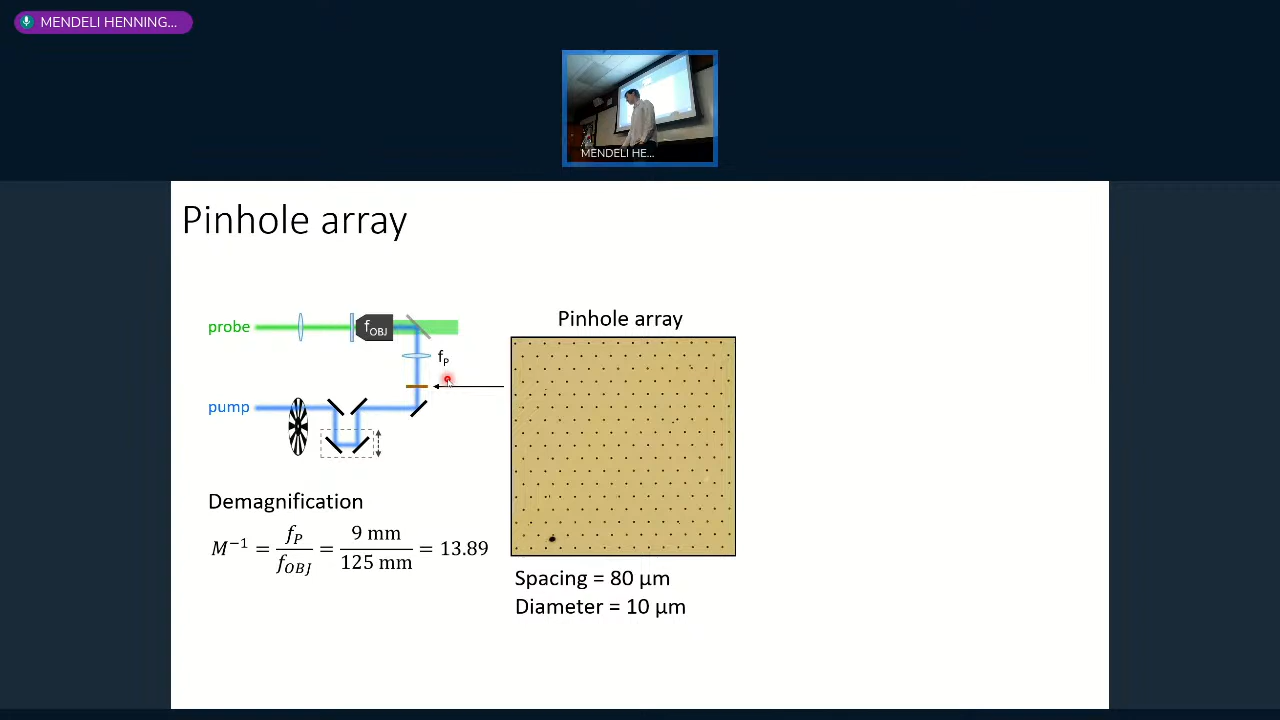 MENDELI HENNING...
MENDELI HE...
Pinhole array
probe
f_OBJ
f_P
pump
Pinhole array
Demagnification
M⁻¹ = f_P / f_OBJ = 9 mm / 125 mm = 13.89
Spacing = 80 µm
Diameter = 10 µm